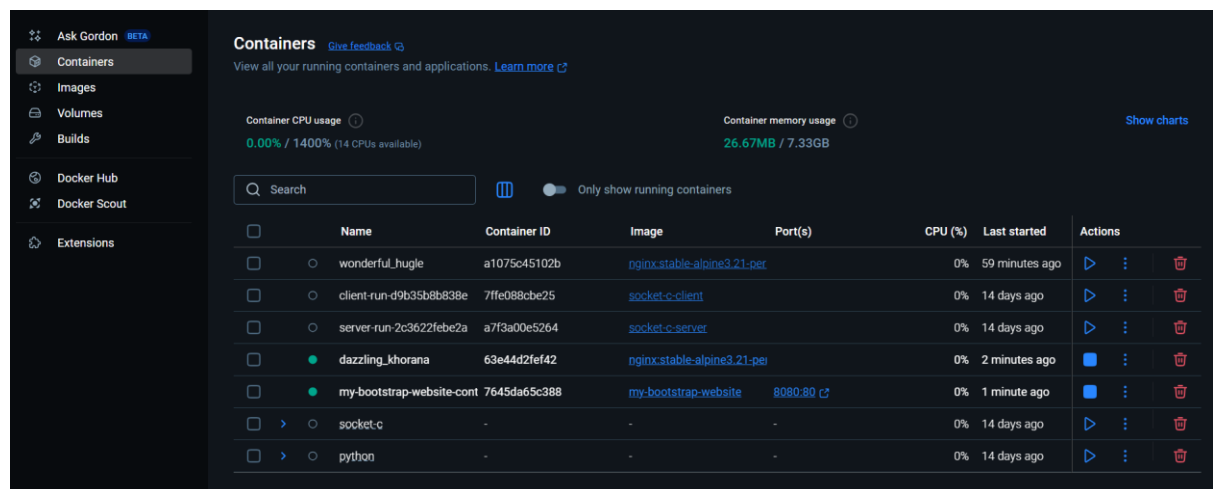 Ask Gordon BETA
Containers
Images
Volumes
Builds
Docker Hub
Docker Scout
Extensions
Containers Give feedback
View all your running containers and applications. Learn more
Container CPU usage
0.00% / 1400% (14 CPUs available)
Container memory usage
26.67MB / 7.33GB
Show charts
Search
Only show running containers
Name Container ID Image Port(s) CPU (%) Last started Actions
wonderful_hugle a1075c45102b nginx:stable-alpine3.21-per 0% 59 minutes ago
client-run-d9b35b8b838e 7ffe088cbe25 socket-c-client 0% 14 days ago
server-run-2c3622febe2a a7f3a00e5264 socket-c-server 0% 14 days ago
dazzling_khorana 63e44d2fef42 nginx:stable-alpine3.21-per 0% 2 minutes ago
my-bootstrap-website-cont 7645da65c388 my-bootstrap-website 8080:80 0% 1 minute ago
socket-c - - - 0% 14 days ago
python - - - 0% 14 days ago